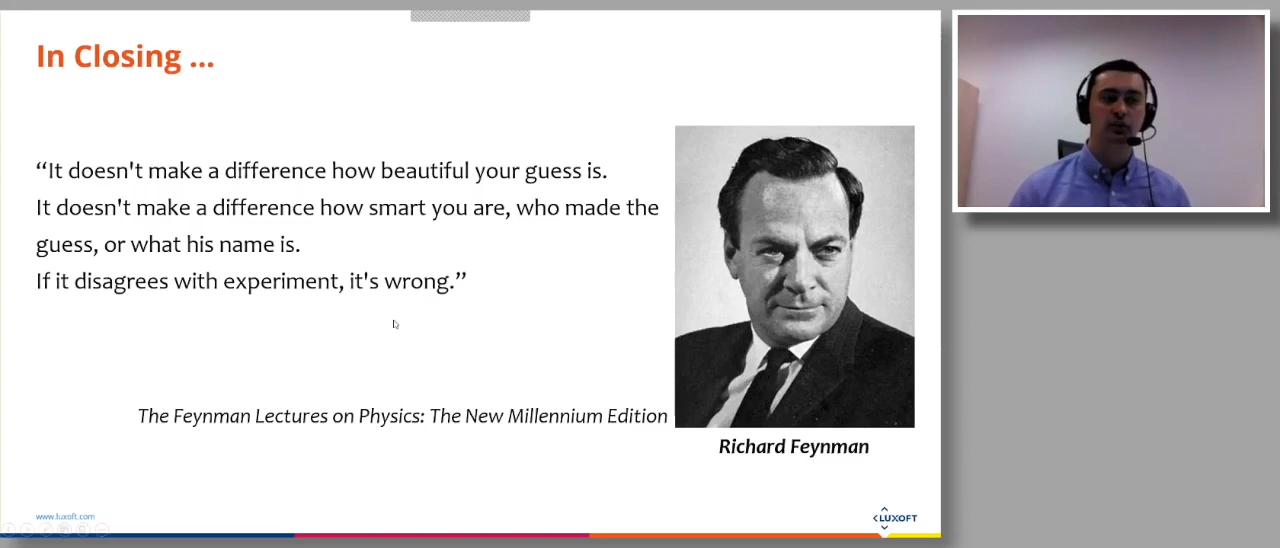 In Closing ...
“It doesn't make a difference how beautiful your guess is.
It doesn't make a difference how smart you are, who made the
guess, or what his name is.
If it disagrees with experiment, it's wrong.”
The Feynman Lectures on Physics: The New Millennium Edition
Richard Feynman
www.luxoft.com
LUXOFT